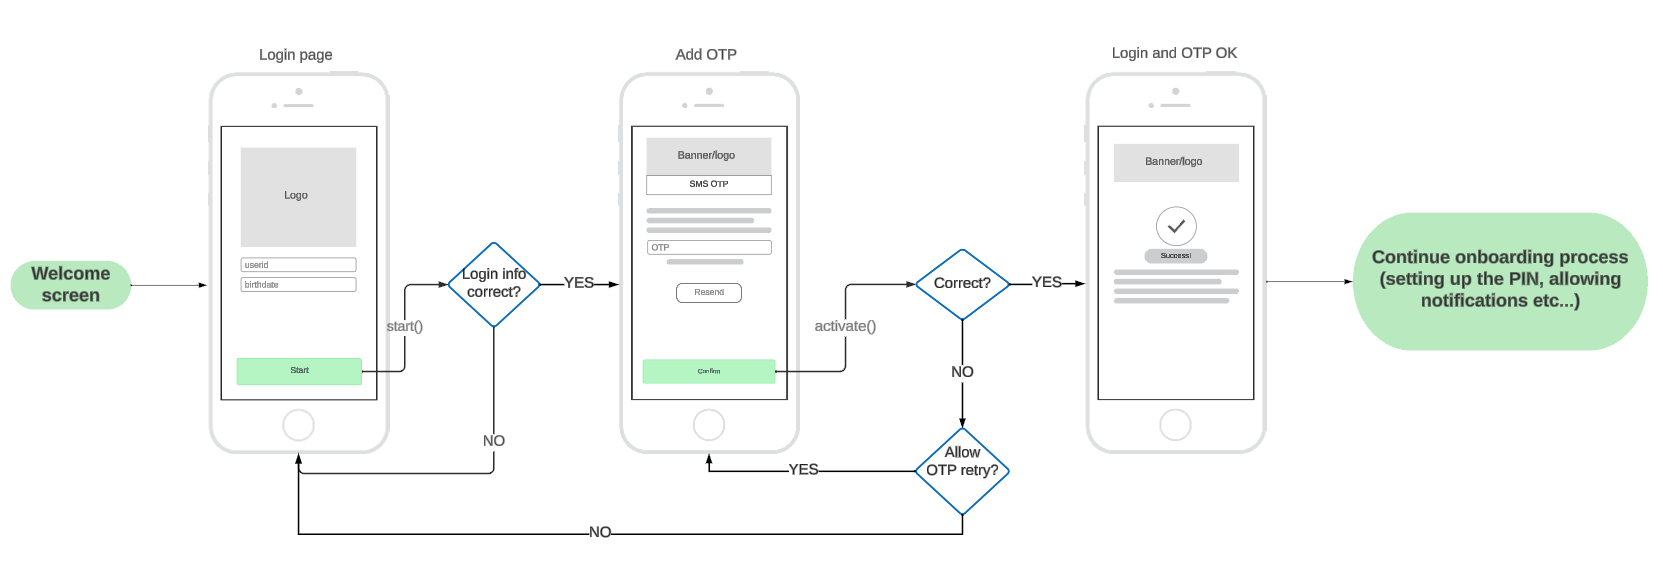 Login page
Add OTP
Login and OTP OK
Welcome
screen
Logo
userid
birthdate
Start
start()
Login info
correct?
YES
NO
Banner/logo
SMS OTP
OTP
Resend
Confirm
activate()
Correct?
YES
NO
Allow
OTP retry?
YES
NO
Banner/logo
Success!
Continue onboarding process
(setting up the PIN, allowing
notifications etc...)